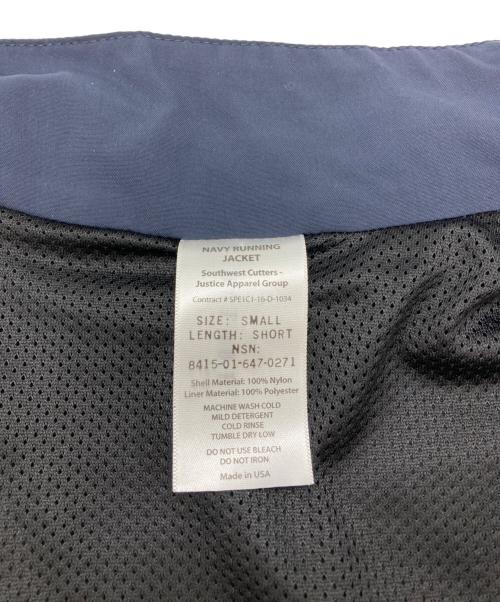 NAVY RUNNING
JACKET
Southwest Cutters -
Justice Apparel Group
Contract # SPE1C1-16-D-1034
SIZE: SMALL
LENGTH: SHORT
NSN:
8415-01-647-0271
Shell Material: 100% Nylon
Liner Material: 100% Polyester
MACHINE WASH COLD
MILD DETERGENT
COLD RINSE
TUMBLE DRY LOW
DO NOT USE BLEACH
DO NOT IRON
Made in USA